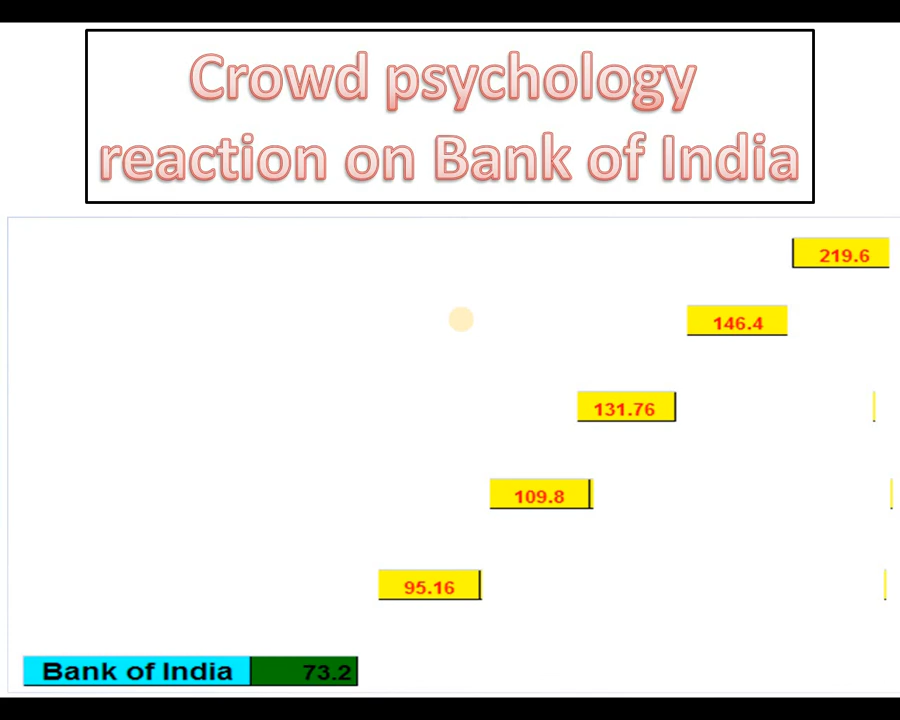 Crowd psychology
reaction on Bank of India
219.6
146.4
131.76
109.8
95.16
Bank of India 73.2